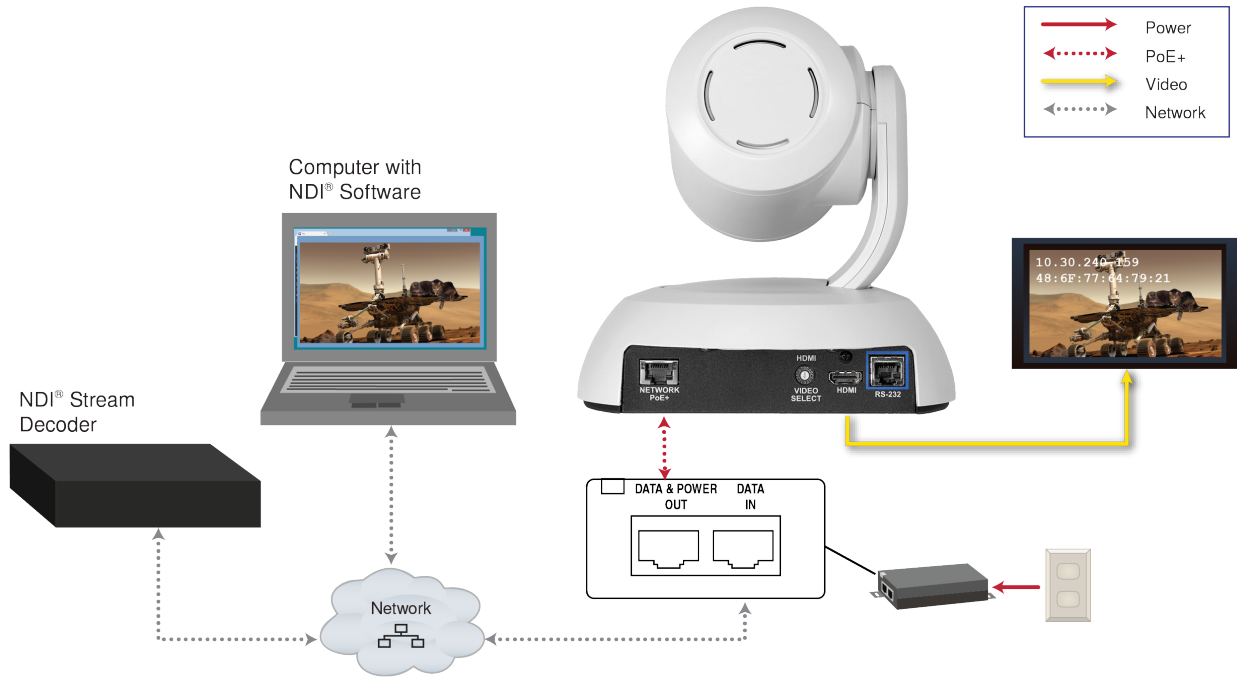 Power
PoE+
Video
Network
Computer with
NDI® Software
10.30.240.159
48:6F:77:64:79:21
NDI® Stream
Decoder
NETWORK
PoE+
HDMI
VIDEO
SELECT
HDMI
RS-232
DATA & POWER
OUT
DATA
IN
Network